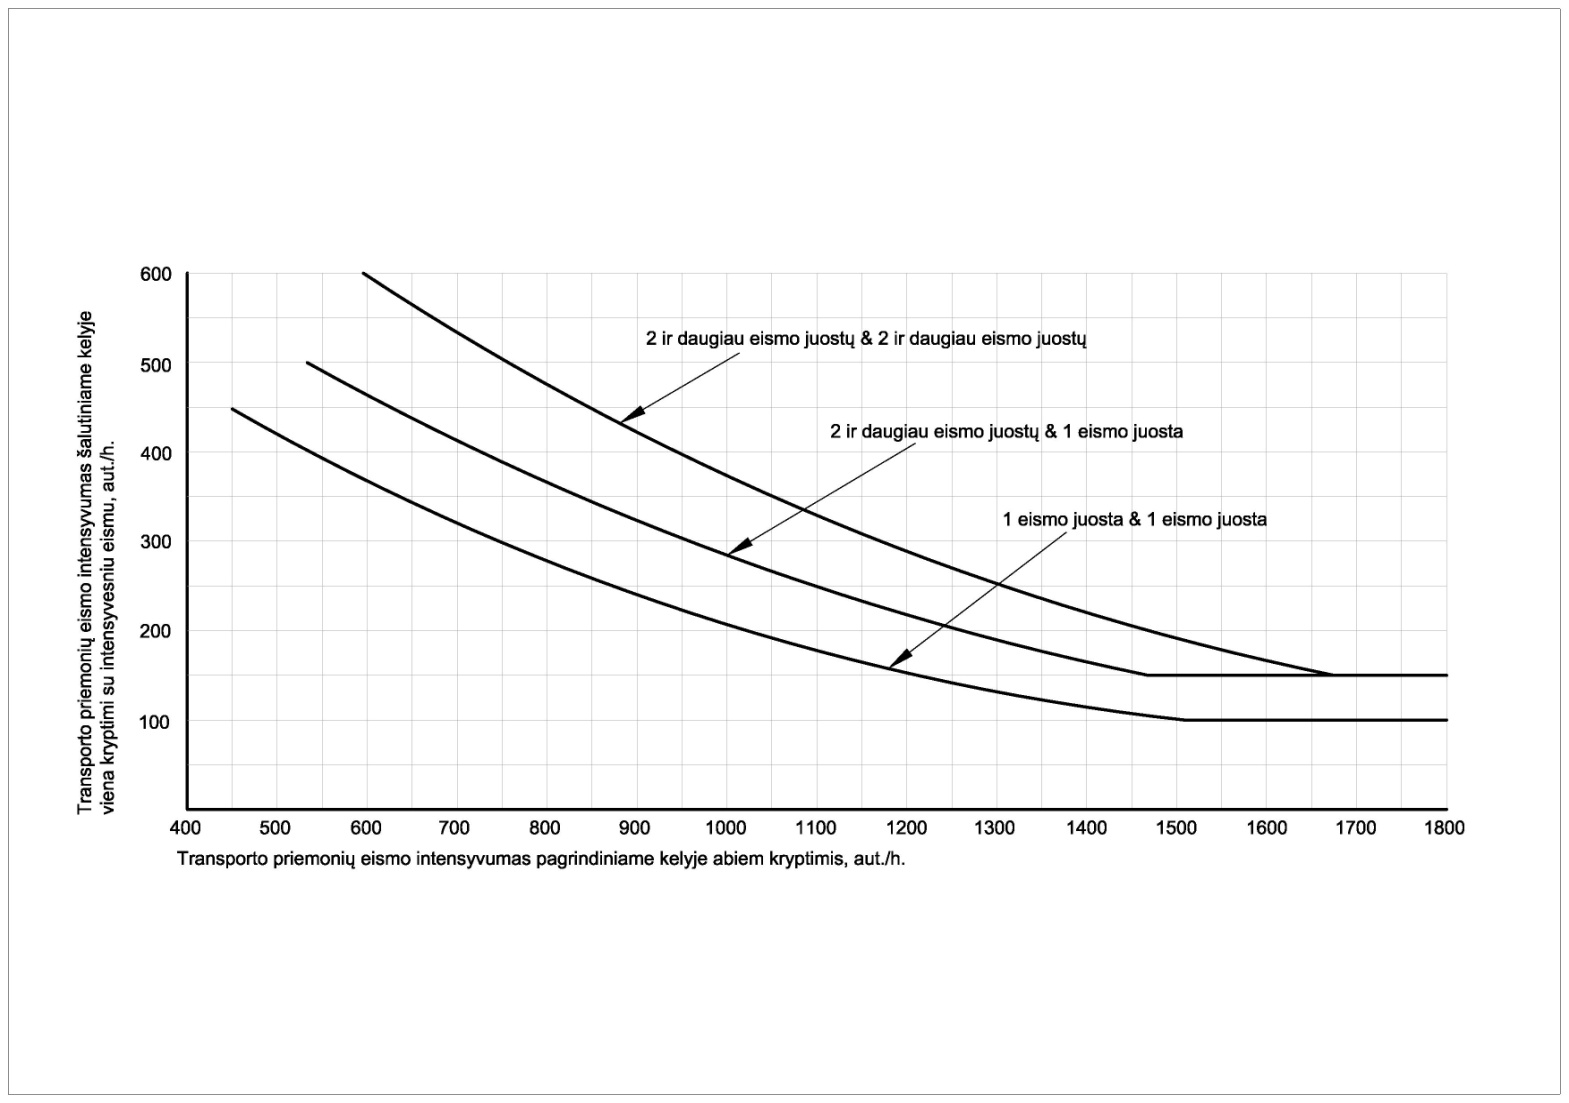 600
500
400
300
200
100
Transporto priemonių eismo intensyvumas šalutiniame kelyje
viena kryptimi su intensyvesniu eismu, aut./h.
2 ir daugiau eismo juostų & 2 ir daugiau eismo juostų
2 ir daugiau eismo juostų & 1 eismo juosta
1 eismo juosta & 1 eismo juosta
400 500 600 700 800 900 1000 1100 1200 1300 1400 1500 1600 1700 1800
Transporto priemonių eismo intensyvumas pagrindiniame kelyje abiem kryptimis, aut./h.